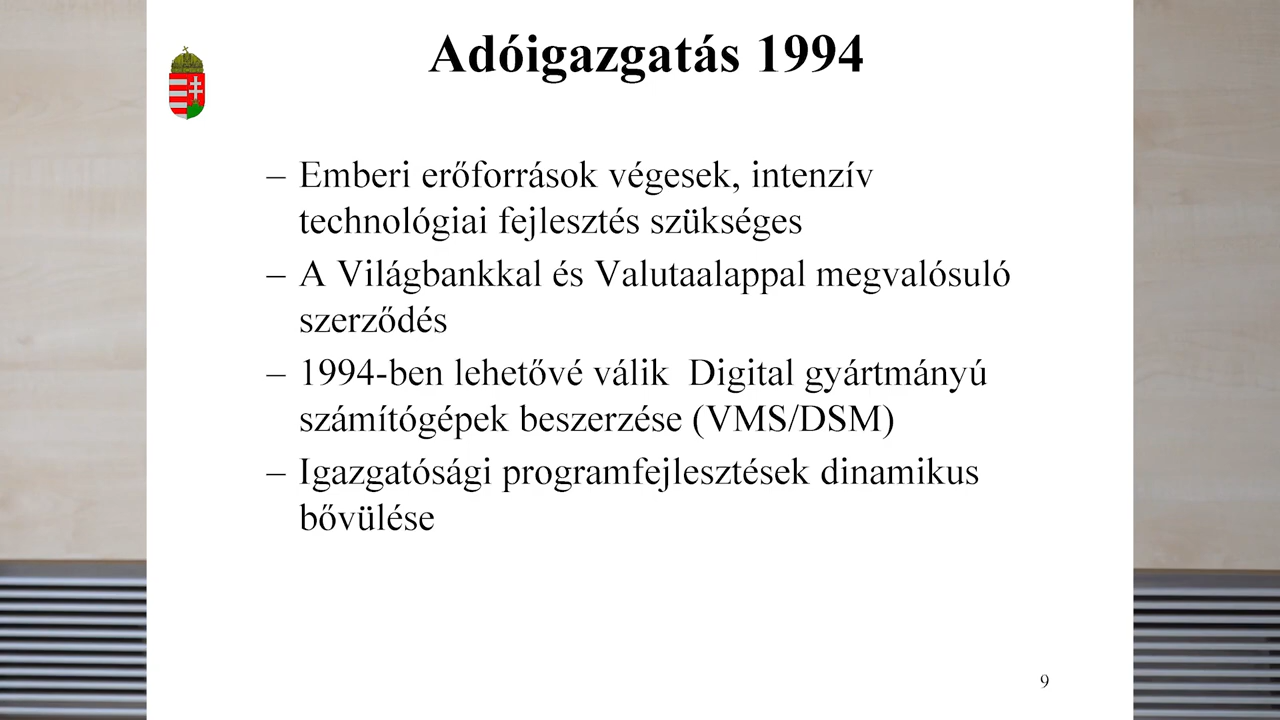 Adóigazgatás 1994
– Emberi erőforrások végesek, intenzív
technológiai fejlesztés szükséges
– A Világbankkal és Valutaalappal megvalósuló
szerződés
– 1994-ben lehetővé válik  Digital gyártmányú
számítógépek beszerzése (VMS/DSM)
– Igazgatósági programfejlesztések dinamikus
bővülése
9